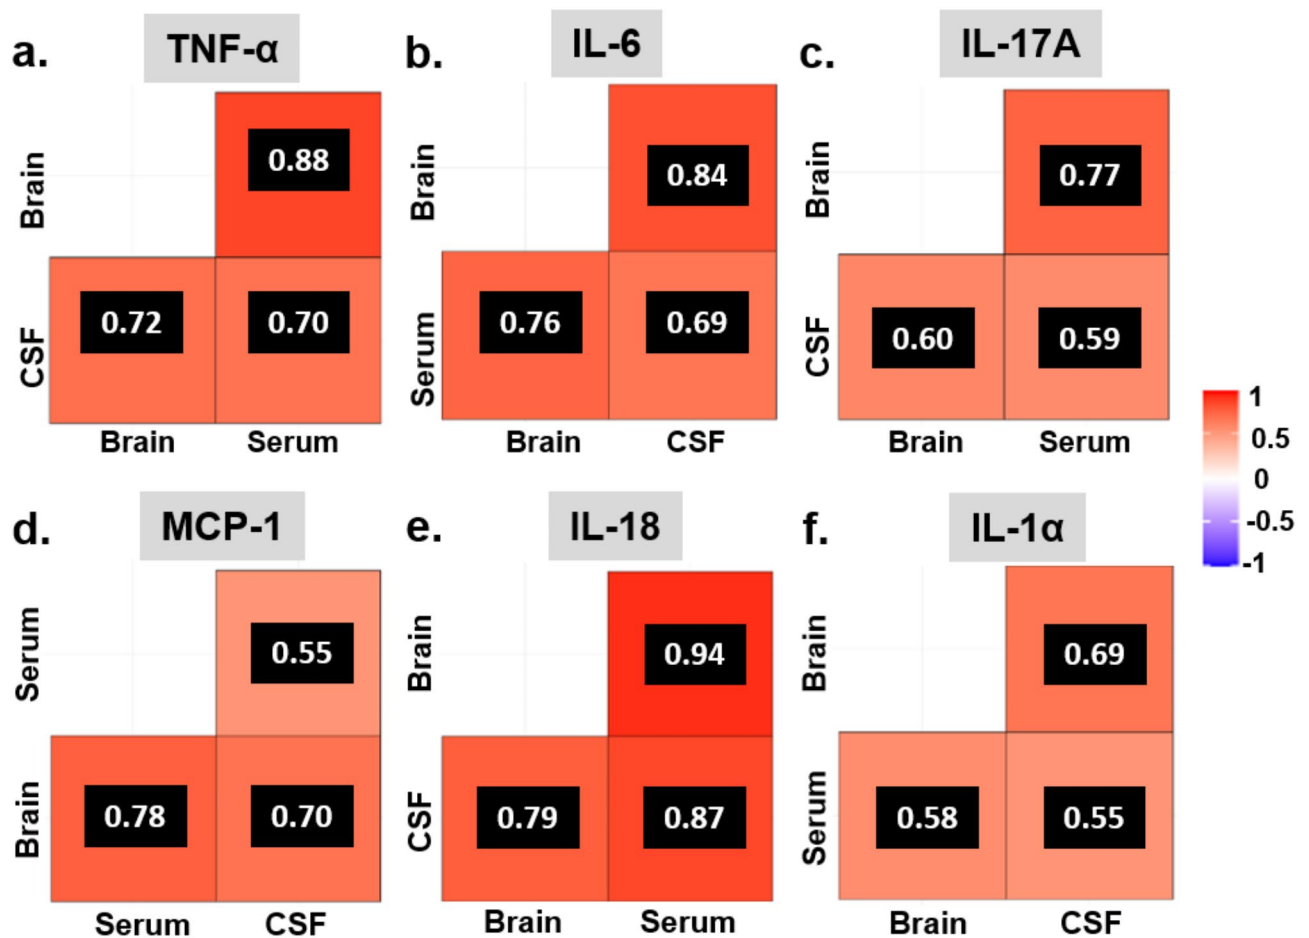 a. TNF-α
Brain
0.88
CSF
0.72 0.70
Brain Serum
b. IL-6
Brain
0.84
Serum
0.76 0.69
Brain CSF
c. IL-17A
Brain
0.77
CSF
0.60 0.59
Brain Serum
1
0.5
0
-0.5
-1
d. MCP-1
Serum
0.55
Brain
0.78 0.70
Serum CSF
e. IL-18
Brain
0.94
CSF
0.79 0.87
Brain Serum
f. IL-1α
Brain
0.69
Serum
0.58 0.55
Brain CSF